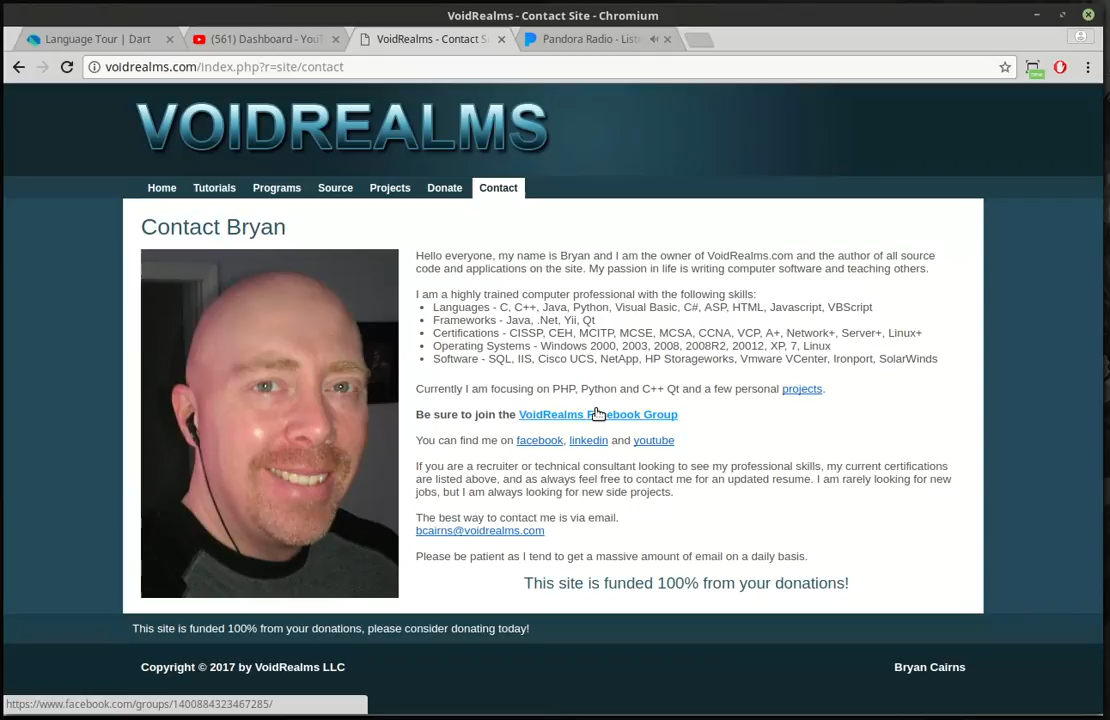 VoidRealms - Contact Site - Chromium
Language Tour | Dart
(561) Dashboard - You
VoidRealms - Contact S
Pandora Radio - List
voidrealms.com/index.php?r=site/contact
new
VOIDREALMS
Home Tutorials Programs Source Projects Donate Contact
Contact Bryan
Hello everyone, my name is Bryan and I am the owner of VoidRealms.com and the author of all source
code and applications on the site. My passion in life is writing computer software and teaching others.
I am a highly trained computer professional with the following skills:
• Languages - C, C++, Java, Python, Visual Basic, C#, ASP, HTML, Javascript, VBScript
• Frameworks - Java, .Net, Yii, Qt
• Certifications - CISSP, CEH, MCITP, MCSE, MCSA, CCNA, VCP, A+, Network+, Server+, Linux+
• Operating Systems - Windows 2000, 2003, 2008, 2008R2, 20012, XP, 7, Linux
• Software - SQL, IIS, Cisco UCS, NetApp, HP Storageworks, Vmware VCenter, Ironport, SolarWinds
Currently I am focusing on PHP, Python and C++ Qt and a few personal projects.
Be sure to join the VoidRealms Facebook Group
You can find me on facebook, linkedin and youtube
If you are a recruiter or technical consultant looking to see my professional skills, my current certifications
are listed above, and as always feel free to contact me for an updated resume. I am rarely looking for new
jobs, but I am always looking for new side projects.
The best way to contact me is via email.
bcairns@voidrealms.com
Please be patient as I tend to get a massive amount of email on a daily basis.
This site is funded 100% from your donations!
This site is funded 100% from your donations, please consider donating today!
Copyright © 2017 by VoidRealms LLC
Bryan Cairns
https://www.facebook.com/groups/1400884323467285/